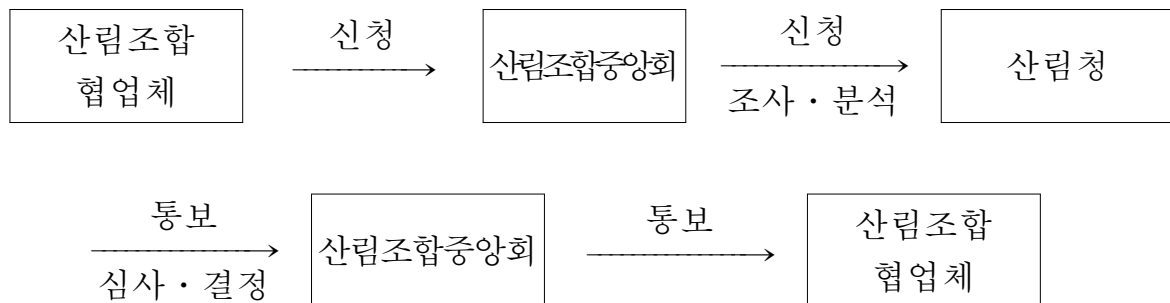 산림조합
협업체
신청
산림조합중앙회
신청
조사·분석
산림청
통보
심사·결정
산림조합중앙회
통보
산림조합
협업체